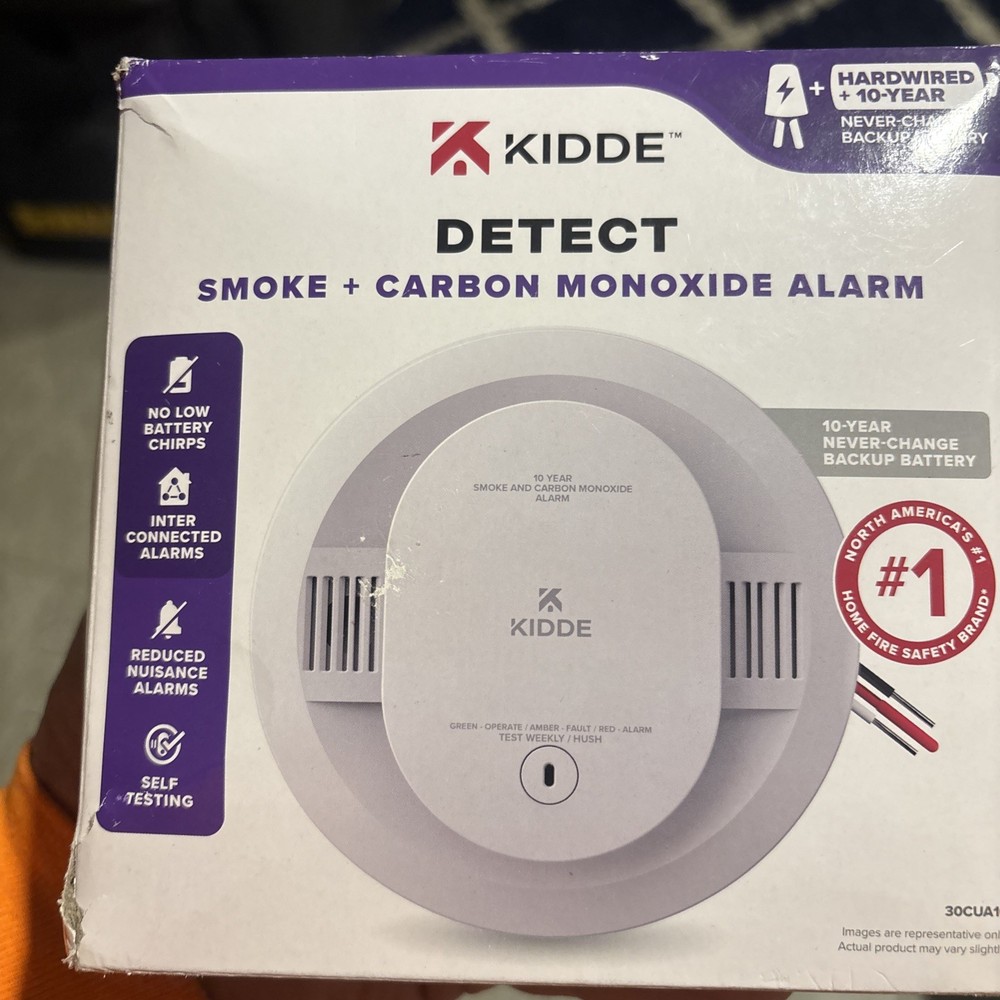 HARDWIRED
+ 10-YEAR
BACKUP
KIDDE™
DETECT
SMOKE + CARBON MONOXIDE ALARM
NO LOW
BATTERY
CHIRPS
INTER
CONNECTED
ALARMS
REDUCED
NUISANCE
ALARMS
SELF
TESTING
10-YEAR
NEVER-CHANGE
BACKUP BATTERY
10 YEAR
SMOKE AND CARBON MONOXIDE
ALARM
KIDDE
GREEN - OPERATE / AMBER - FAULT / RED - ALARM
TEST WEEKLY / HUSH
NORTH AMERICA'S #1
#1
HOME FIRE SAFETY BRAND*
30CUA1
Images are representative
Actual product may vary